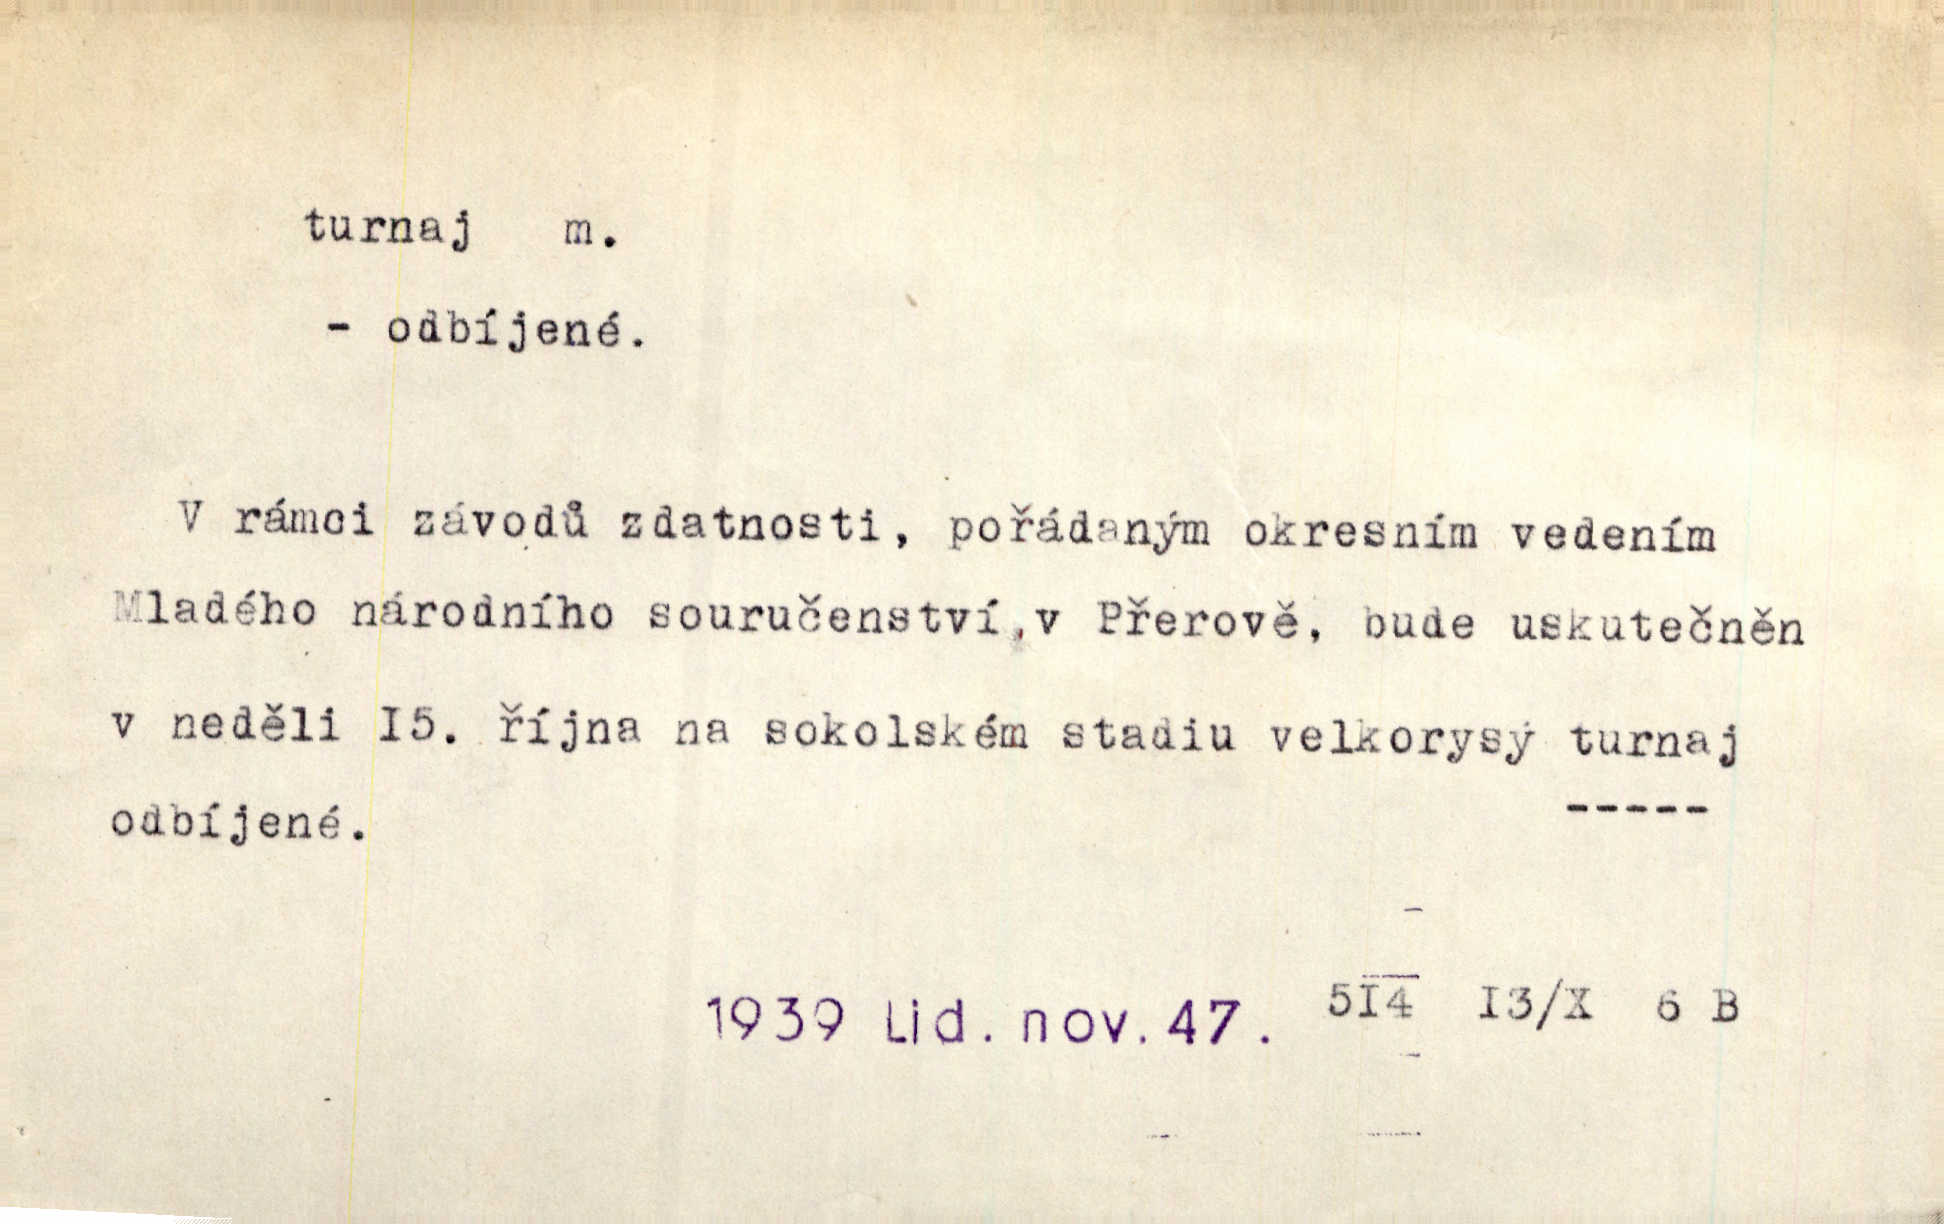 turnaj m.
- odbíjené.
V rámci závodů zdatnosti, pořádaným okresním vedením
Mladého národního souručenství,v Přerově, bude uskutečněn
v neděli I5. října na sokolském stadiu velkorysý turnaj
-----
odbíjené.
1939 Lid. nov. 47. 5I4 I3/X 6 B